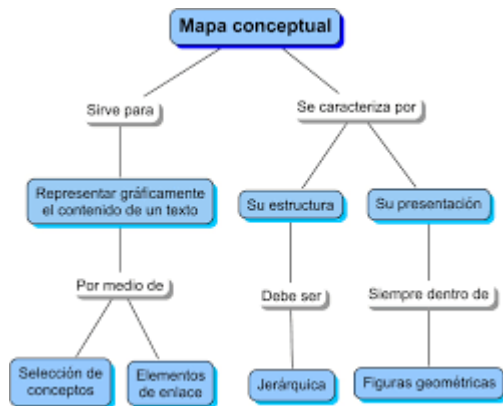 Mapa conceptual
Sirve para
Se caracteriza por
Representar gráficamente
el contenido de un texto
Su estructura
Su presentación
Por medio de
Debe ser
Siempre dentro de
Selección de
conceptos
Elementos
de enlace
Jerárquica
Figuras geométricas